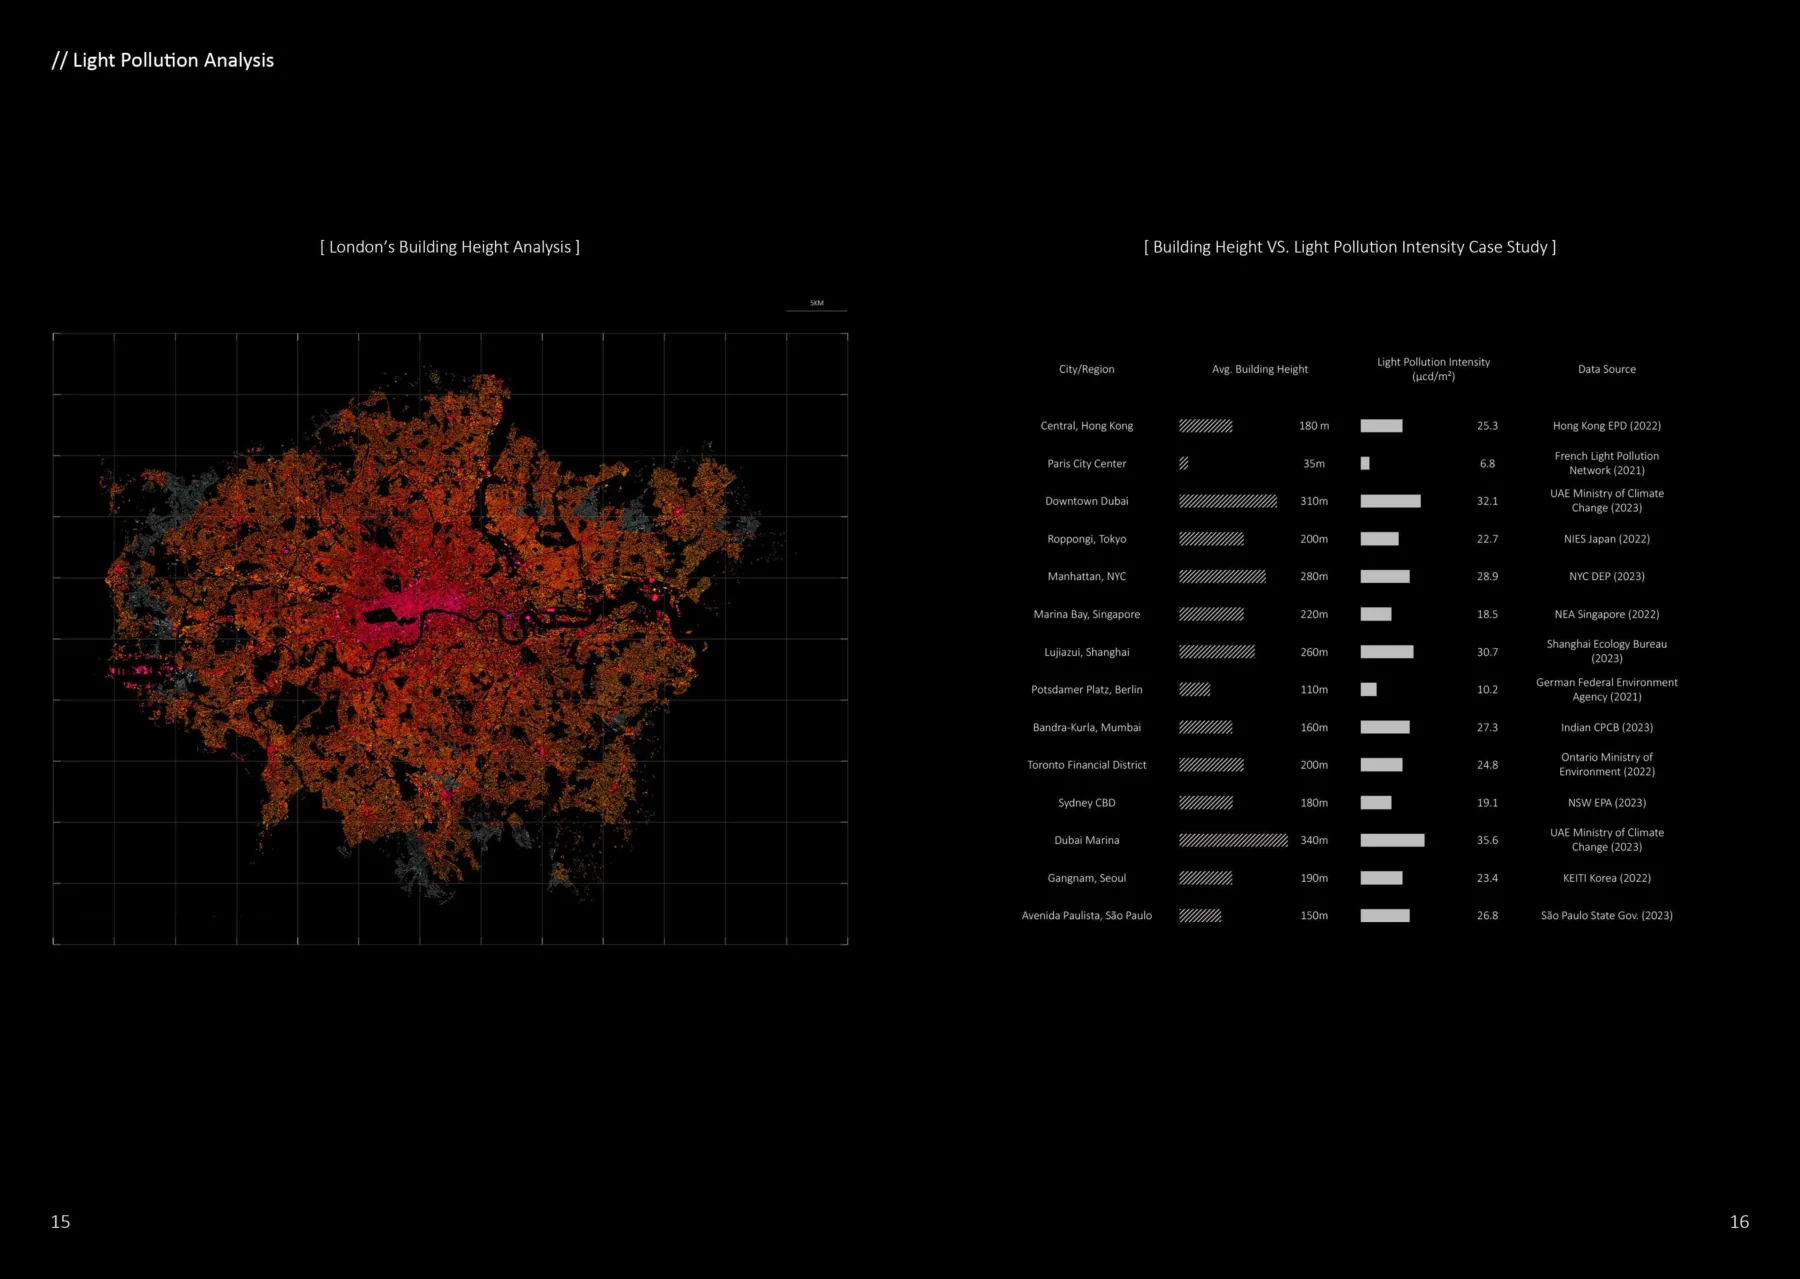 // Light Pollution Analysis
[ London's Building Height Analysis ]
5KM
[ Building Height VS. Light Pollution Intensity Case Study ]
City/Region Avg. Building Height Light Pollution Intensity
(μcd/m²) Data Source
Central, Hong Kong 180 m 25.3 Hong Kong EPD (2022)
Paris City Center 35m 6.8 French Light Pollution
Network (2021)
Downtown Dubai 310m 32.1 UAE Ministry of Climate
Change (2023)
Roppongi, Tokyo 200m 22.7 NIES Japan (2022)
Manhattan, NYC 280m 28.9 NYC DEP (2023)
Marina Bay, Singapore 220m 18.5 NEA Singapore (2022)
Lujiazui, Shanghai 260m 30.7 Shanghai Ecology Bureau
(2023)
Potsdamer Platz, Berlin 110m 10.2 German Federal Environment
Agency (2021)
Bandra-Kurla, Mumbai 160m 27.3 Indian CPCB (2023)
Toronto Financial District 200m 24.8 Ontario Ministry of
Environment (2022)
Sydney CBD 180m 19.1 NSW EPA (2023)
Dubai Marina 340m 35.6 UAE Ministry of Climate
Change (2023)
Gangnam, Seoul 190m 23.4 KEITI Korea (2022)
Avenida Paulista, São Paulo 150m 26.8 São Paulo State Gov. (2023)
15
16